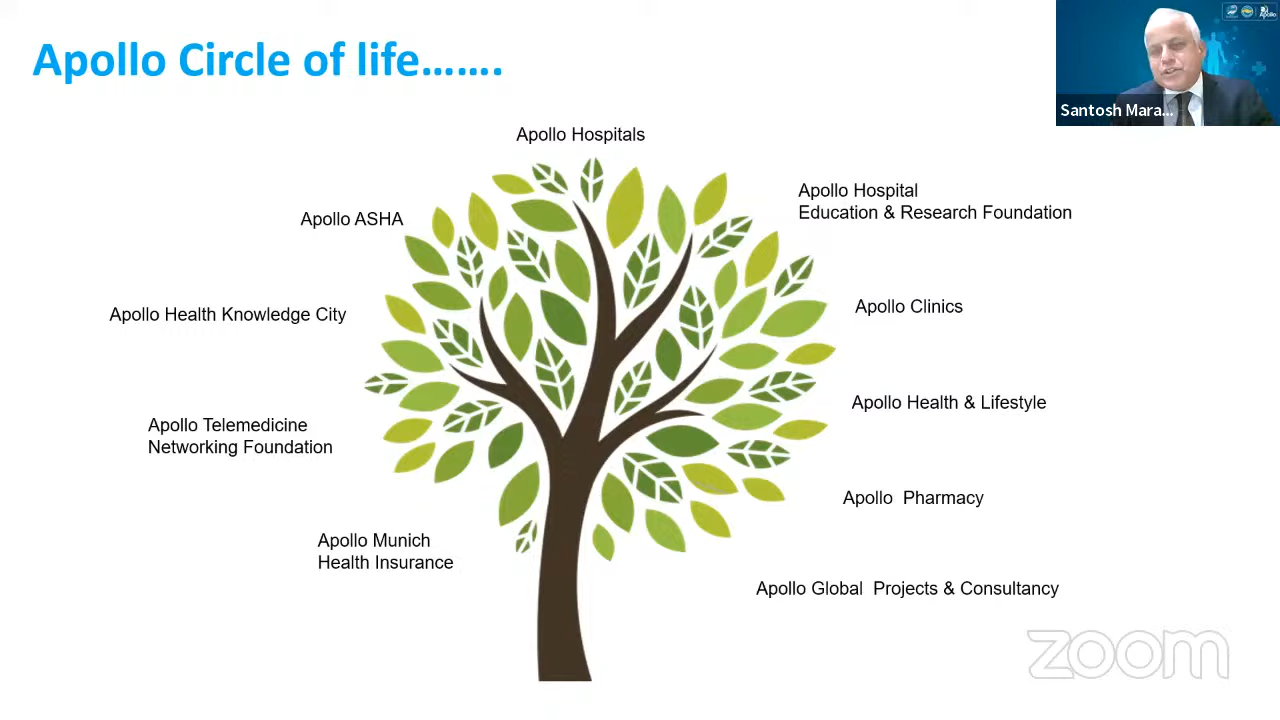 Apollo Circle of life…….
Apollo
Santosh Mara...
Apollo Hospitals
Apollo Hospital
Education & Research Foundation
Apollo ASHA
Apollo Clinics
Apollo Health Knowledge City
Apollo Health & Lifestyle
Apollo Telemedicine
Networking Foundation
Apollo  Pharmacy
Apollo Munich
Health Insurance
Apollo Global  Projects & Consultancy
zoom